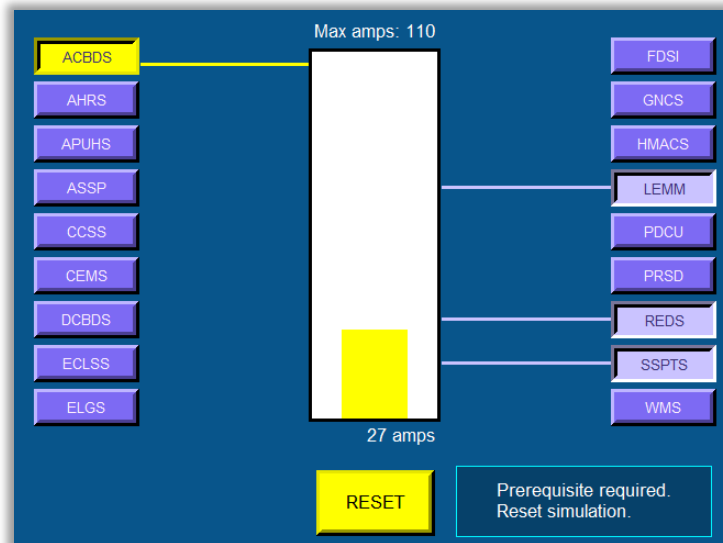 Max amps: 110
ACBDS
AHRS
APUHS
ASSP
CCSS
CEMS
DCBDS
ECLSS
ELGS
FDSI
GNCS
HMACS
LEMM
PDCU
PRSD
REDS
SSPTS
WMS
27 amps
RESET
Prerequisite required.
Reset simulation.